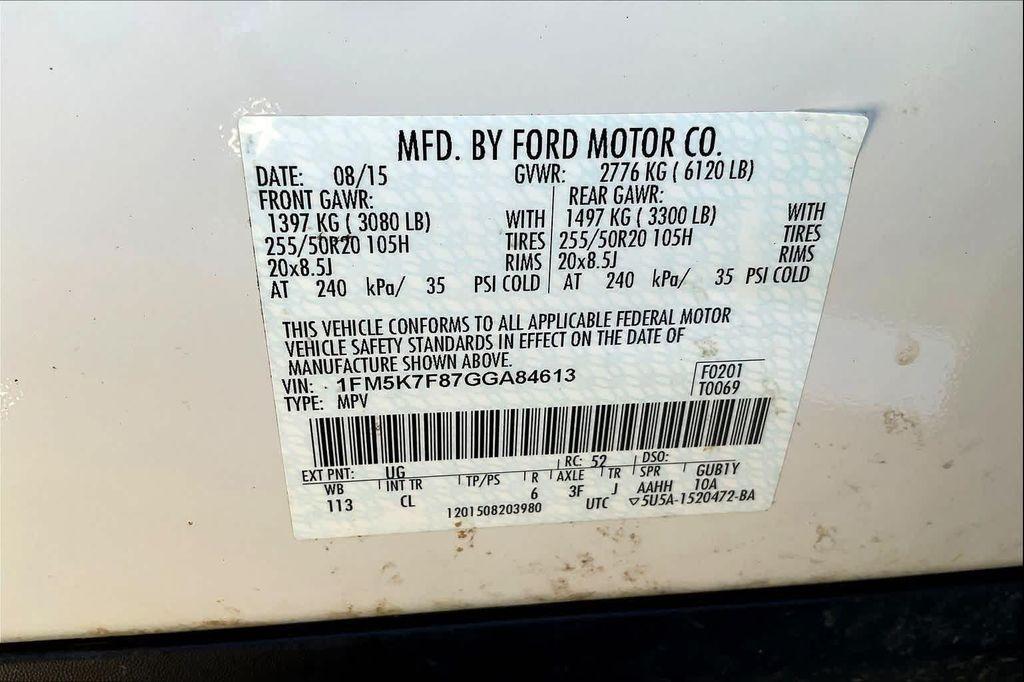 MFD. BY FORD MOTOR CO.
DATE: 08/15 GVWR: 2776 KG ( 6120 LB)
FRONT GAWR: REAR GAWR:
1397 KG ( 3080 LB) WITH 1497 KG ( 3300 LB) WITH
255/50R20 105H TIRES 255/50R20 105H TIRES
20x8.5J RIMS 20x8.5J RIMS
AT 240 kPa/ 35 PSI COLD AT 240 kPa/ 35 PSI COLD
THIS VEHICLE CONFORMS TO ALL APPLICABLE FEDERAL MOTOR
VEHICLE SAFETY STANDARDS IN EFFECT ON THE DATE OF
MANUFACTURE SHOWN ABOVE.
VIN: 1FM5K7F87GGA84613 F0201
TYPE: MPV T0069
EXT PNT: UG RC: 52 DSO:
WB INT TR TP/PS R AXLE TR SPR GUB1Y
113 CL 6 3F J AAHH 10A
1201508203980 UTC ▽5U5A-1520472-BA